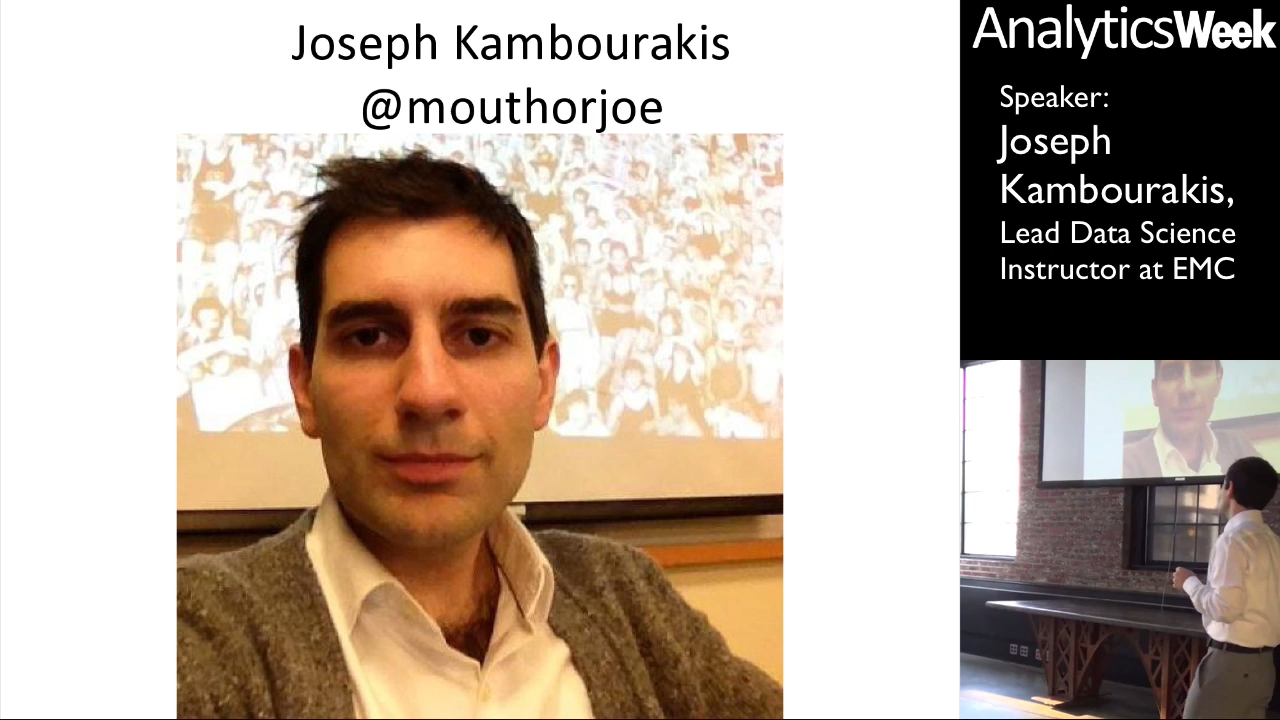 Joseph Kambourakis
@mouthorjoe
AnalyticsWeek
Speaker:
Joseph
Kambourakis,
Lead Data Science
Instructor at EMC